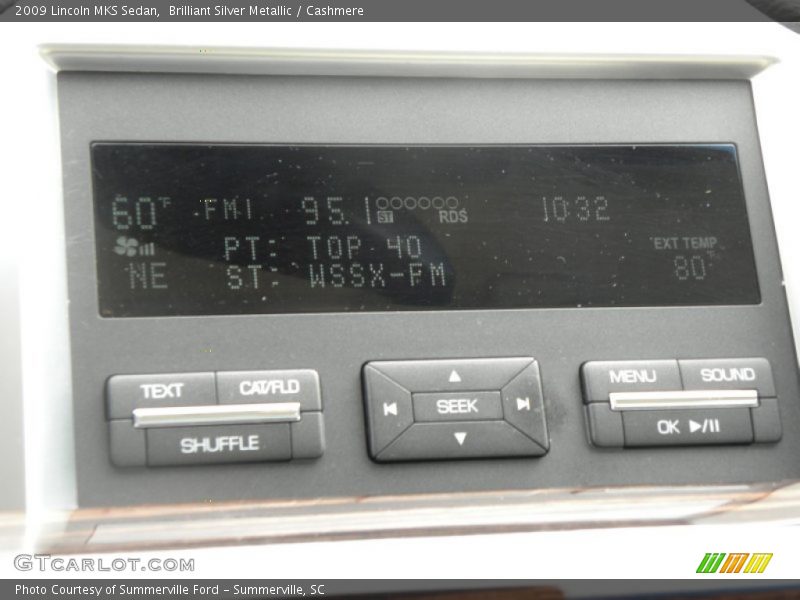 2009 Lincoln MKS Sedan,  Brilliant Silver Metallic / Cashmere
60°F FM1 95.1 ST RDS 10:32
PT: TOP 40
EXT TEMP
NE ST: WSSX-FM 80°F
TEXT CAT/FLD
SHUFFLE
SEEK
MENU SOUND
OK ►/II
GTCARLOT.COM
Photo Courtesy of Summerville Ford – Summerville, SC